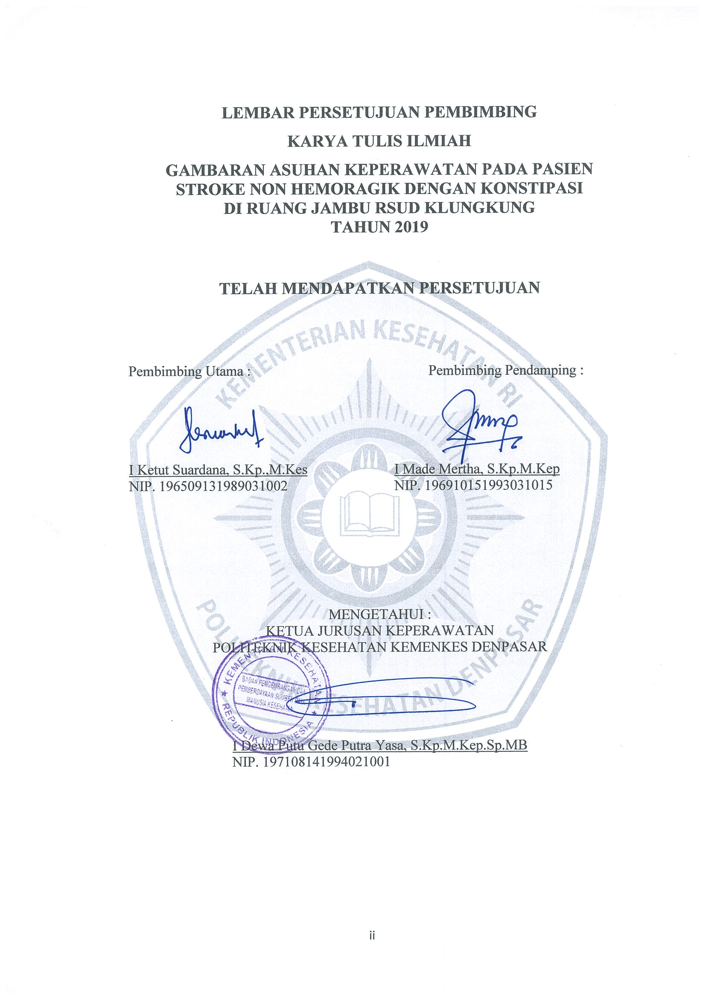 LEMBAR PERSETUJUAN PEMBIMBING
KARYA TULIS ILMIAH
GAMBARAN ASUHAN KEPERAWATAN PADA PASIEN
STROKE NON HEMORAGIK DENGAN KONSTIPASI
DI RUANG JAMBU RSUD KLUNGKUNG
TAHUN 2019
TELAH MENDAPATKAN PERSETUJUAN
KEMENTERIAN KESEHATAN RI
Pembimbing Utama :
Pembimbing Pendamping :
I Ketut Suardana, S.Kp.,M.Kes
NIP. 196509131989031002
I Made Mertha, S.Kp.M.Kep
NIP. 196910151993031015
MENGETAHUI :
KETUA JURUSAN KEPERAWATAN
POLITEKNIK KESEHATAN KEMENKES DENPASAR
POLITEKNIK KESEHATAN DENPASAR
KEMENTRIAN KESEHATAN
BADAN PENGEMBANGAN DAN
PEMBERDAYAAN SUMBER DAYA
MANUSIA KESEHATAN
REPUBLIK INDONESIA
I Dewa Putu Gede Putra Yasa, S.Kp.M.Kep.Sp.MB
NIP. 197108141994021001
ii